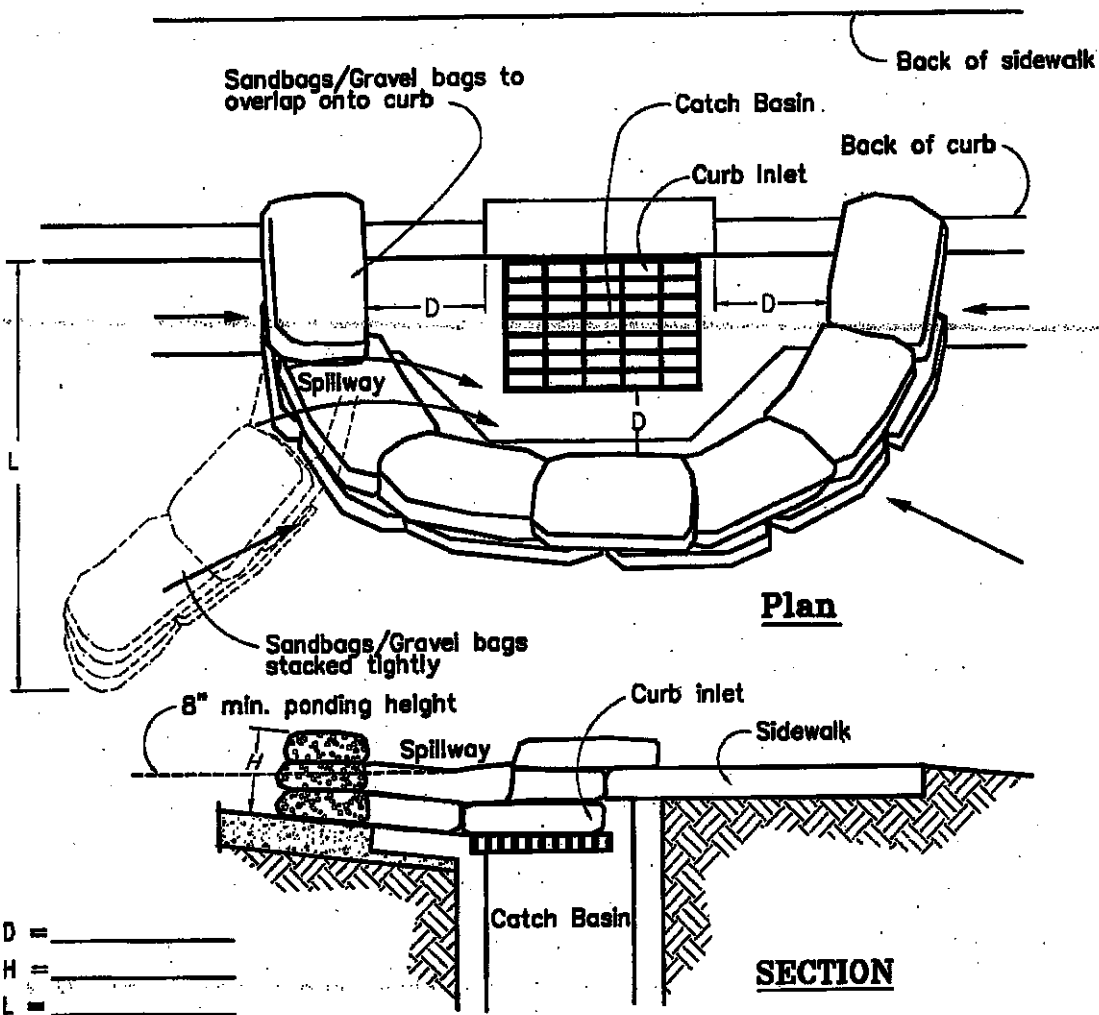 Back of sidewalk
Sandbags/Gravel bags to
overlap onto curb
Catch Basin
Back of curb
Curb Inlet
D
D
Spillway
D
L
Plan
Sandbags/Gravel bags
stacked tightly
8" min. ponding height
Curb inlet
Sidewalk
Spillway
H
Catch Basin
D =
H =
L =
SECTION